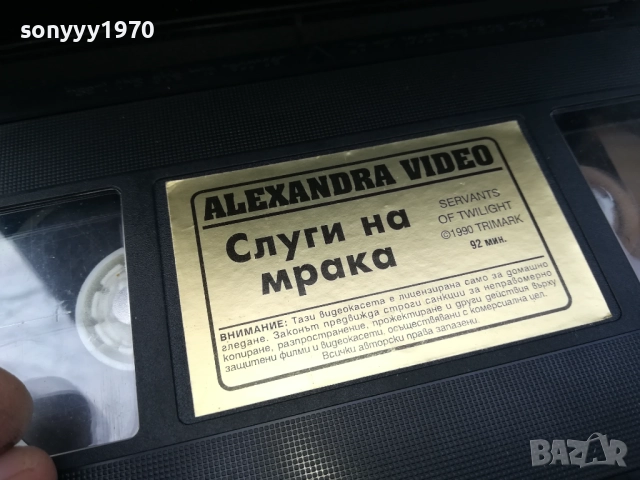 sonyyy1970
ALEXANDRA VIDEO
Слуги на
мрака
SERVANTS
OF TWILIGHT
©1990 TRIMARK
92 мин.
ВНИМАНИЕ: Тази видеокасета е лицензирана само за домашно
гледане. Законът предвижда строги санкции за неправомерно
копиране, разпространение, прожектиране и други действия върху
защитени филми и видеокасети, осъществявани с комерсиална цел.
Всички авторски права запазени.
BAZAR